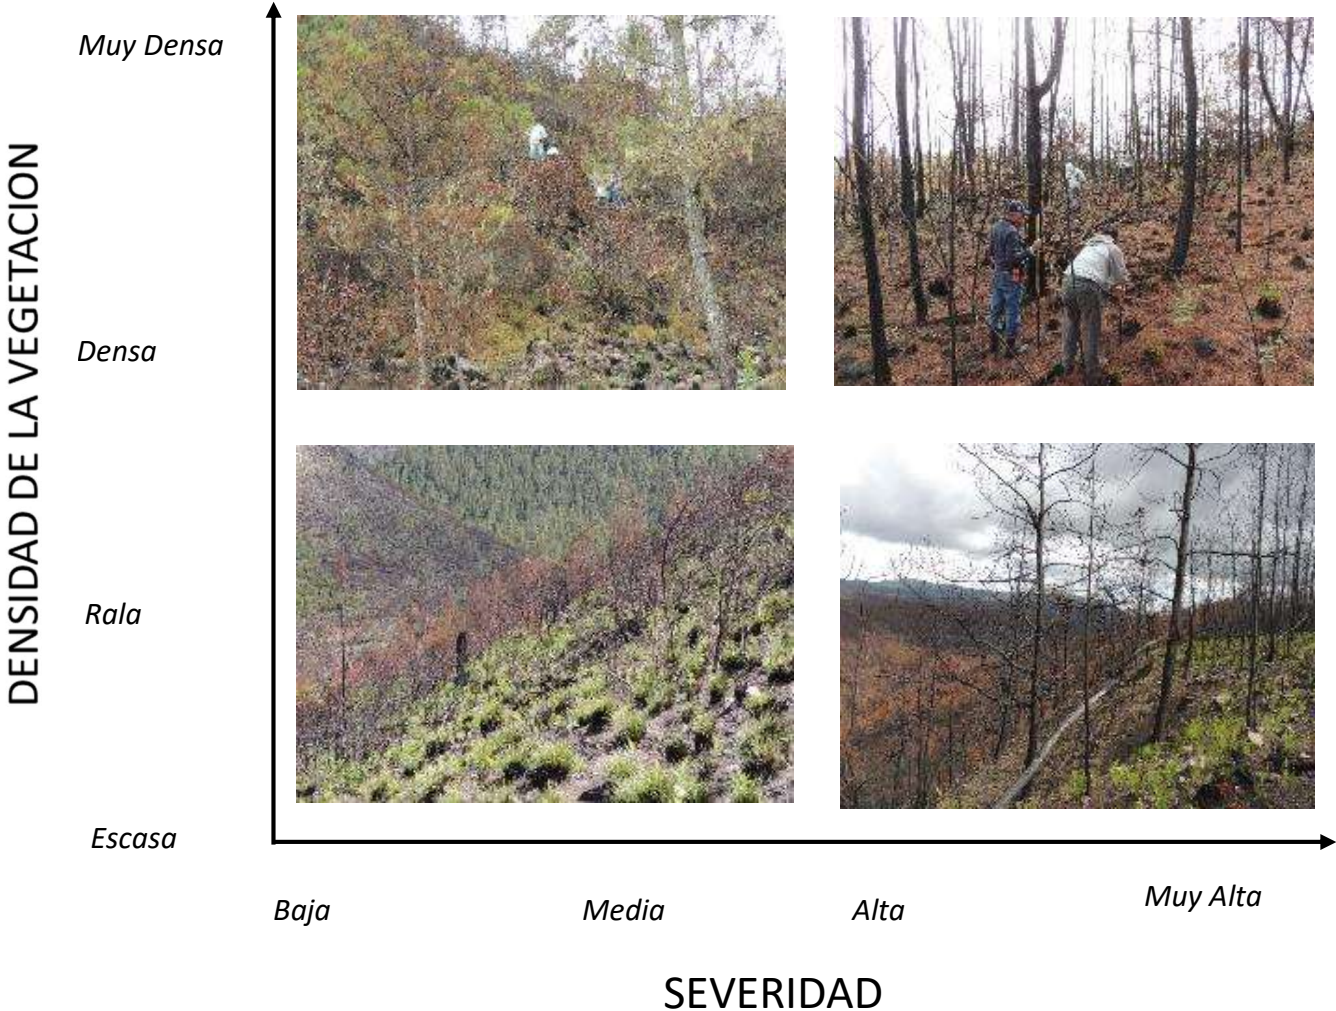 Muy Densa
DENSIDAD DE LA VEGETACION
Densa
Rala
Escasa
Baja
Media
Alta
Muy Alta
SEVERIDAD